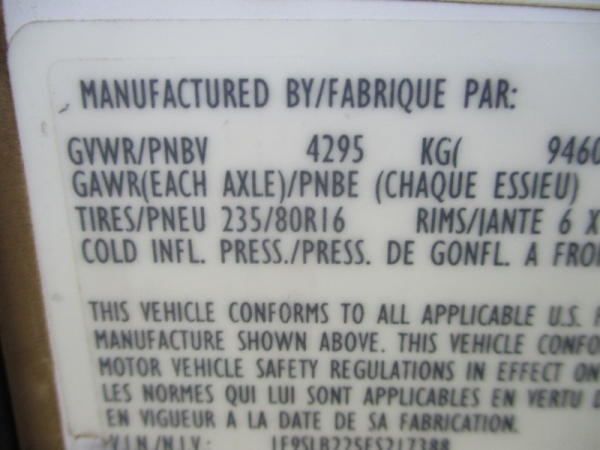 MANUFACTURED BY/FABRIQUE PAR:
GVWR/PNBV 4295 KG( 9460
GAWR(EACH AXLE)/PNBE (CHAQUE ESSIEU)
TIRES/PNEU 235/80R16 RIMS/JANTE 6 X
COLD INFL. PRESS./PRESS. DE GONFL. A FRO
THIS VEHICLE CONFORMS TO ALL APPLICABLE U.S.
MANUFACTURE SHOWN ABOVE. THIS VEHICLE CONFO
MOTOR VEHICLE SAFETY REGULATIONS IN EFFECT ON
LES NORMES QUI LUI SONT APPLICABLES EN VERTU D
EN VIGUEUR A LA DATE DE SA FABRICATION.
V.I.N./N.I.V.: